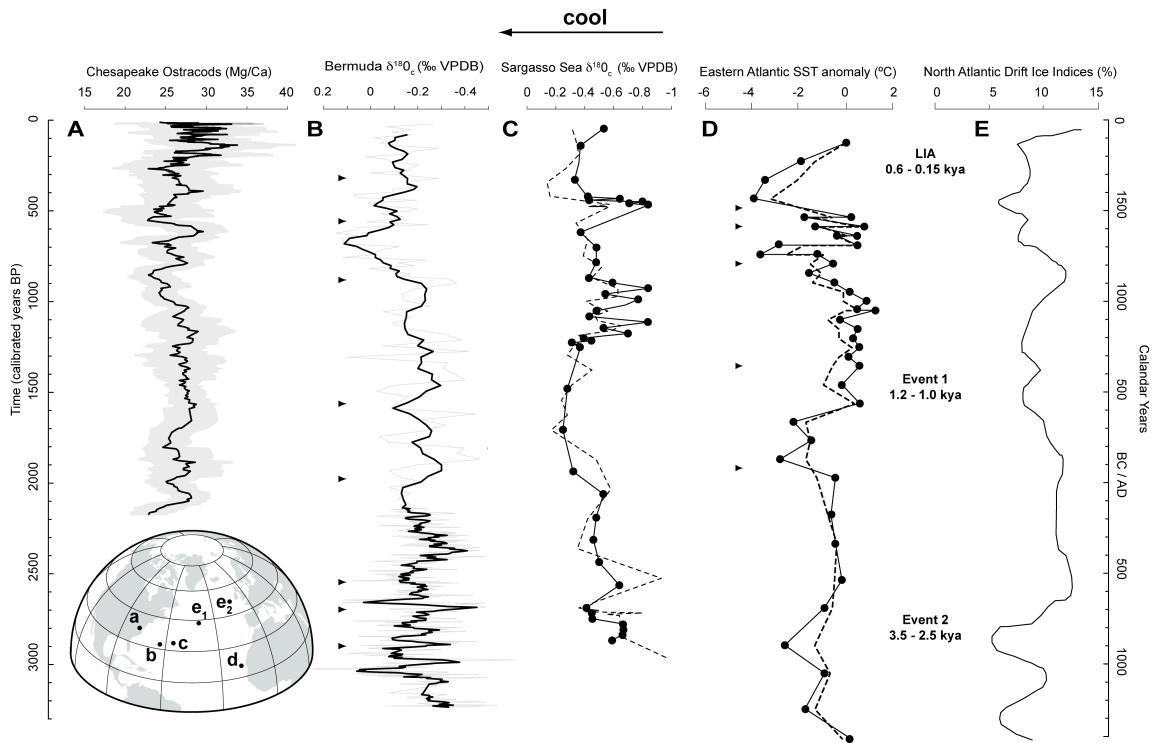 cool
Chesapeake Ostracods (Mg/Ca)
Bermuda δ¹⁸0c (‰ VPDB)
Sargasso Sea δ¹⁸0c (‰ VPDB)
Eastern Atlantic SST anomaly (ºC)
North Atlantic Drift Ice Indices (%)
15 20 25 30 35 40
0.2 0 -0.2 -0.4
0 -0.2 -0.4 -0.6 -0.8 -1
-6 -4 -2 0 2
0 5 10 15
A
B
C
D
E
Time (calibrated years BP)
0
500
1000
1500
2000
2500
3000
LIA
0.6 - 0.15 kya
Event 1
1.2 - 1.0 kya
Event 2
3.5 - 2.5 kya
0
1500
1000
500
BC / AD
500
1000
Calandar Years
a
b
c
d
e₁
e₂